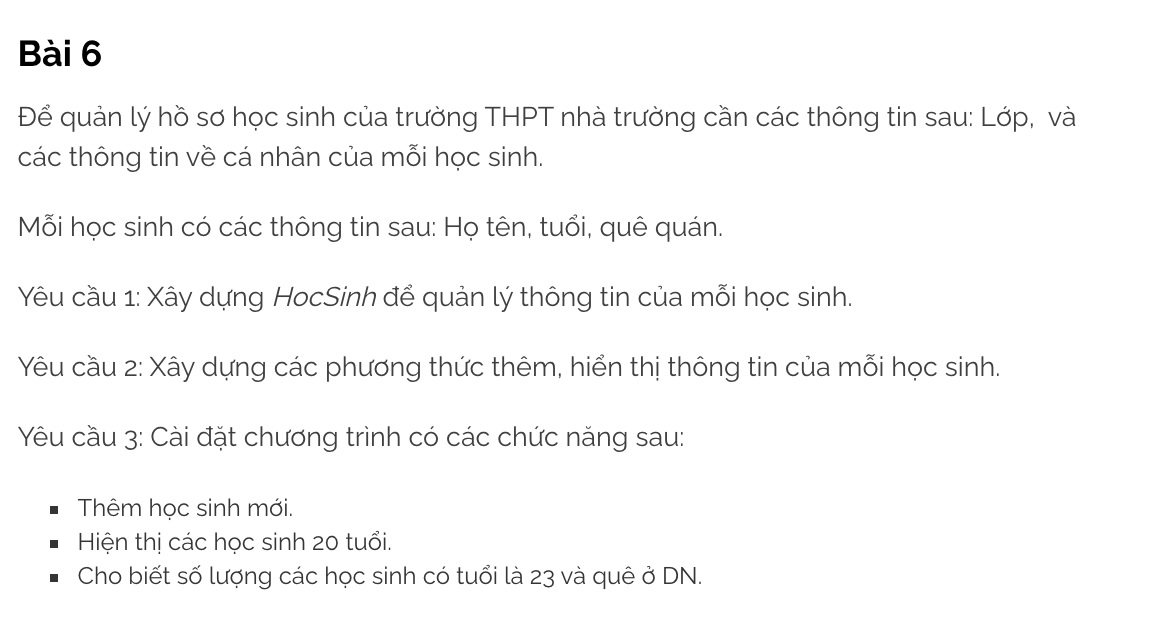 Bài 6
Để quản lý hồ sơ học sinh của trường THPT nhà trường cần các thông tin sau: Lớp,  và
các thông tin về cá nhân của mỗi học sinh.
Mỗi học sinh có các thông tin sau: Họ tên, tuổi, quê quán.
Yêu cầu 1: Xây dựng HocSinh để quản lý thông tin của mỗi học sinh.
Yêu cầu 2: Xây dựng các phương thức thêm, hiển thị thông tin của mỗi học sinh.
Yêu cầu 3: Cài đặt chương trình có các chức năng sau:
▪ Thêm học sinh mới.
▪ Hiện thị các học sinh 20 tuổi.
▪ Cho biết số lượng các học sinh có tuổi là 23 và quê ở DN.